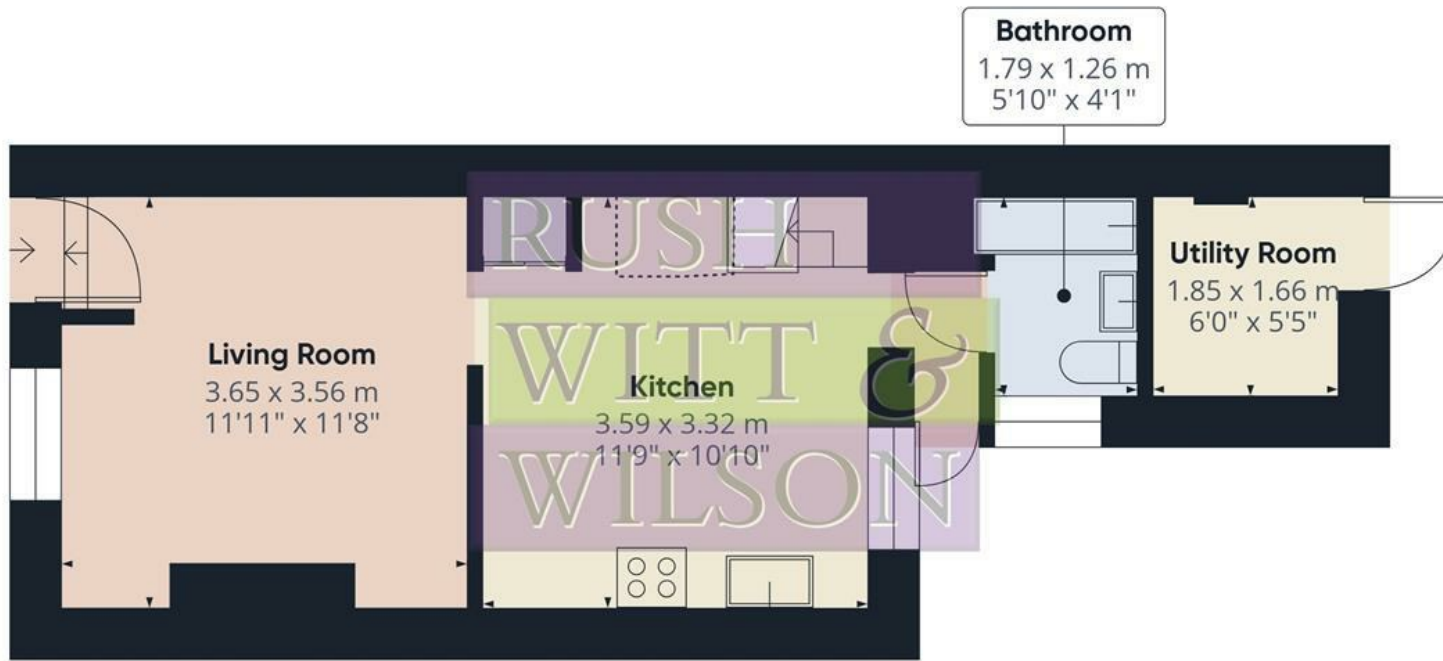 Bathroom
1.79 x 1.26 m
5'10" x 4'1"
Living Room
3.65 x 3.56 m
11'11" x 11'8"
Kitchen
3.59 x 3.32 m
11'9" x 10'10"
Utility Room
1.85 x 1.66 m
6'0" x 5'5"
RUSH
WITT &
WILSON